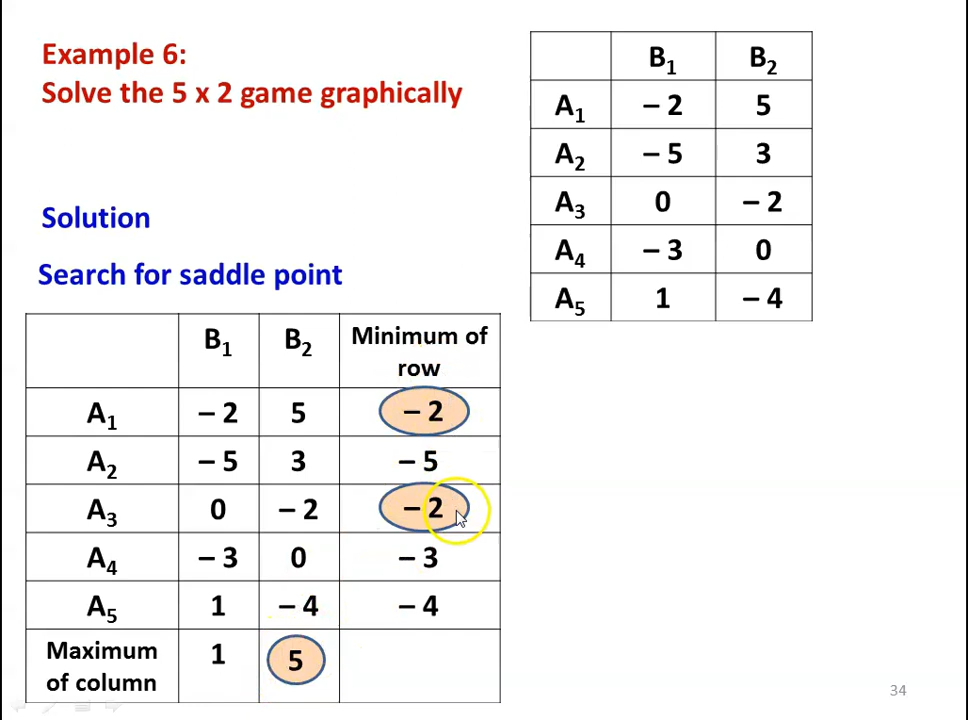 Example 6:
Solve the 5 x 2 game graphically
B1 B2
A1 – 2 5
A2 – 5 3
A3 0 – 2
A4 – 3 0
A5 1 – 4
Solution
Search for saddle point
B1 B2 Minimum of
row
A1 – 2 5 – 2
A2 – 5 3 – 5
A3 0 – 2 – 2
A4 – 3 0 – 3
A5 1 – 4 – 4
Maximum
of column 1 5
34